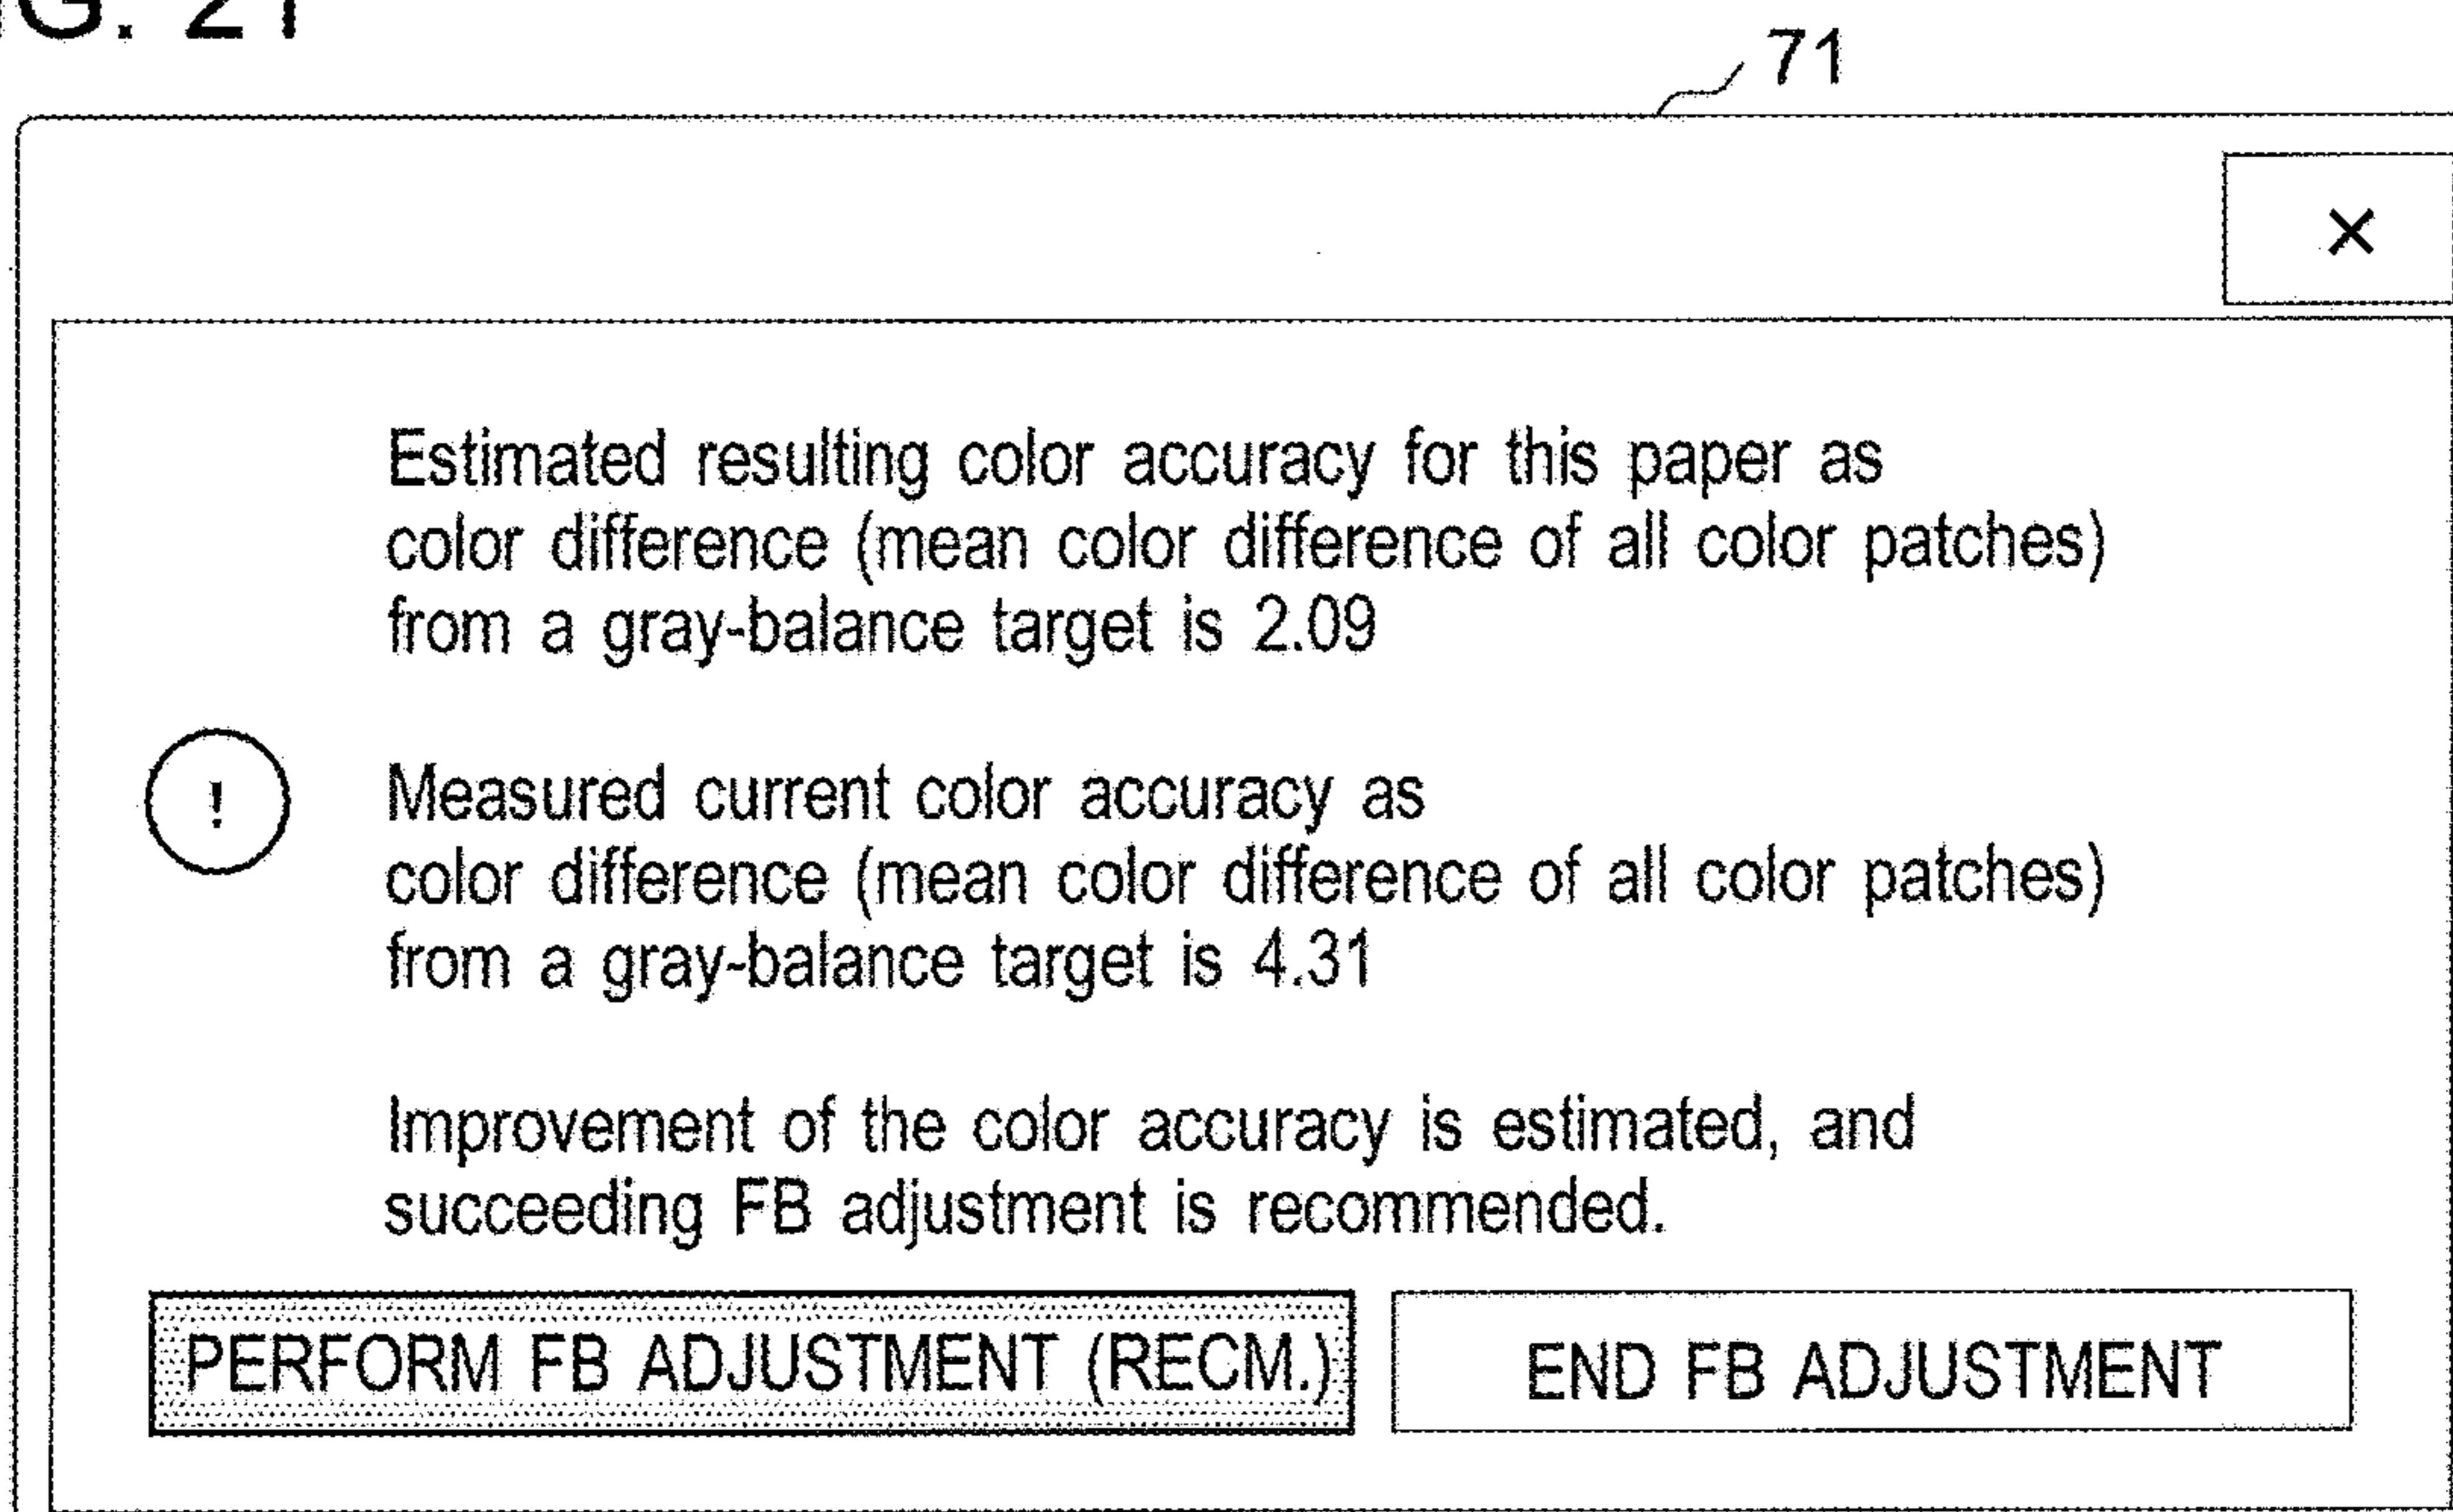 G. 21
71
×
Estimated resulting color accuracy for this paper as
color difference (mean color difference of all color patches)
from a gray-balance target is 2.09
!
Measured current color accuracy as
color difference (mean color difference of all color patches)
from a gray-balance target is 4.31
Improvement of the color accuracy is estimated, and
succeeding FB adjustment is recommended.
PERFORM FB ADJUSTMENT (RECM.)
END FB ADJUSTMENT